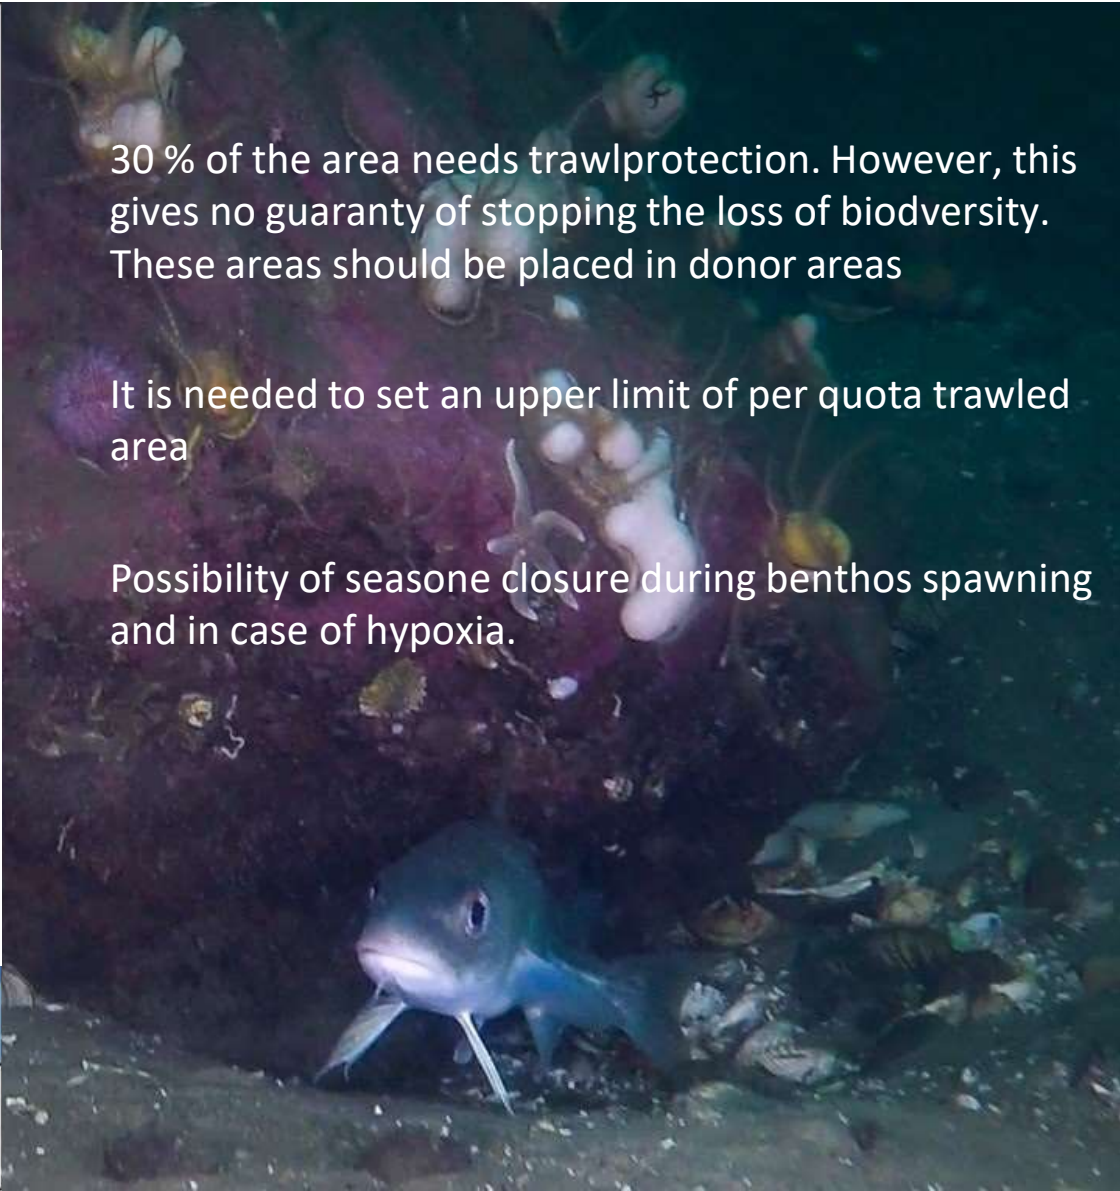 30 % of the area needs trawlprotection. However, this
gives no guaranty of stopping the loss of biodversity.
These areas should be placed in donor areas
It is needed to set an upper limit of per quota trawled
area
Possibility of seasone closure during benthos spawning
and in case of hypoxia.